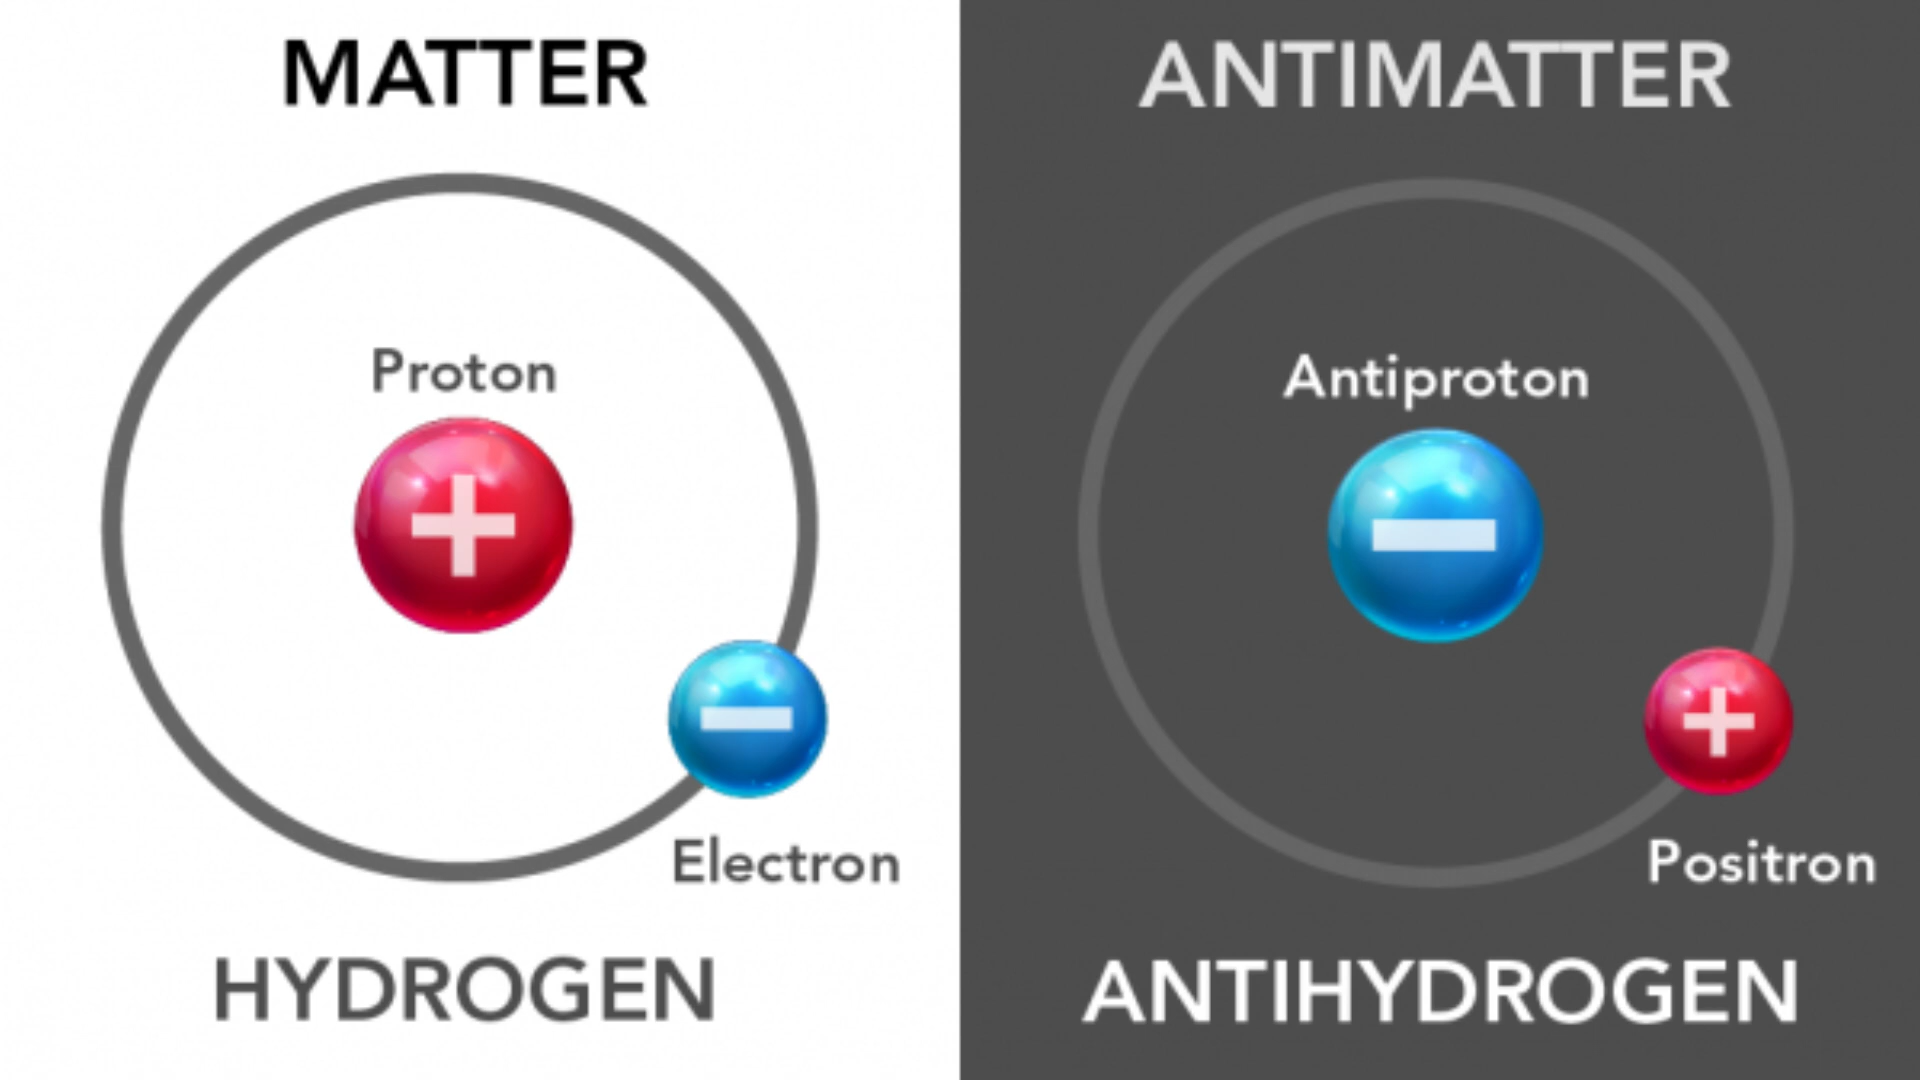 MATTER
Proton
+
−
Electron
HYDROGEN
ANTIMATTER
Antiproton
−
+
Positron
ANTIHYDROGEN